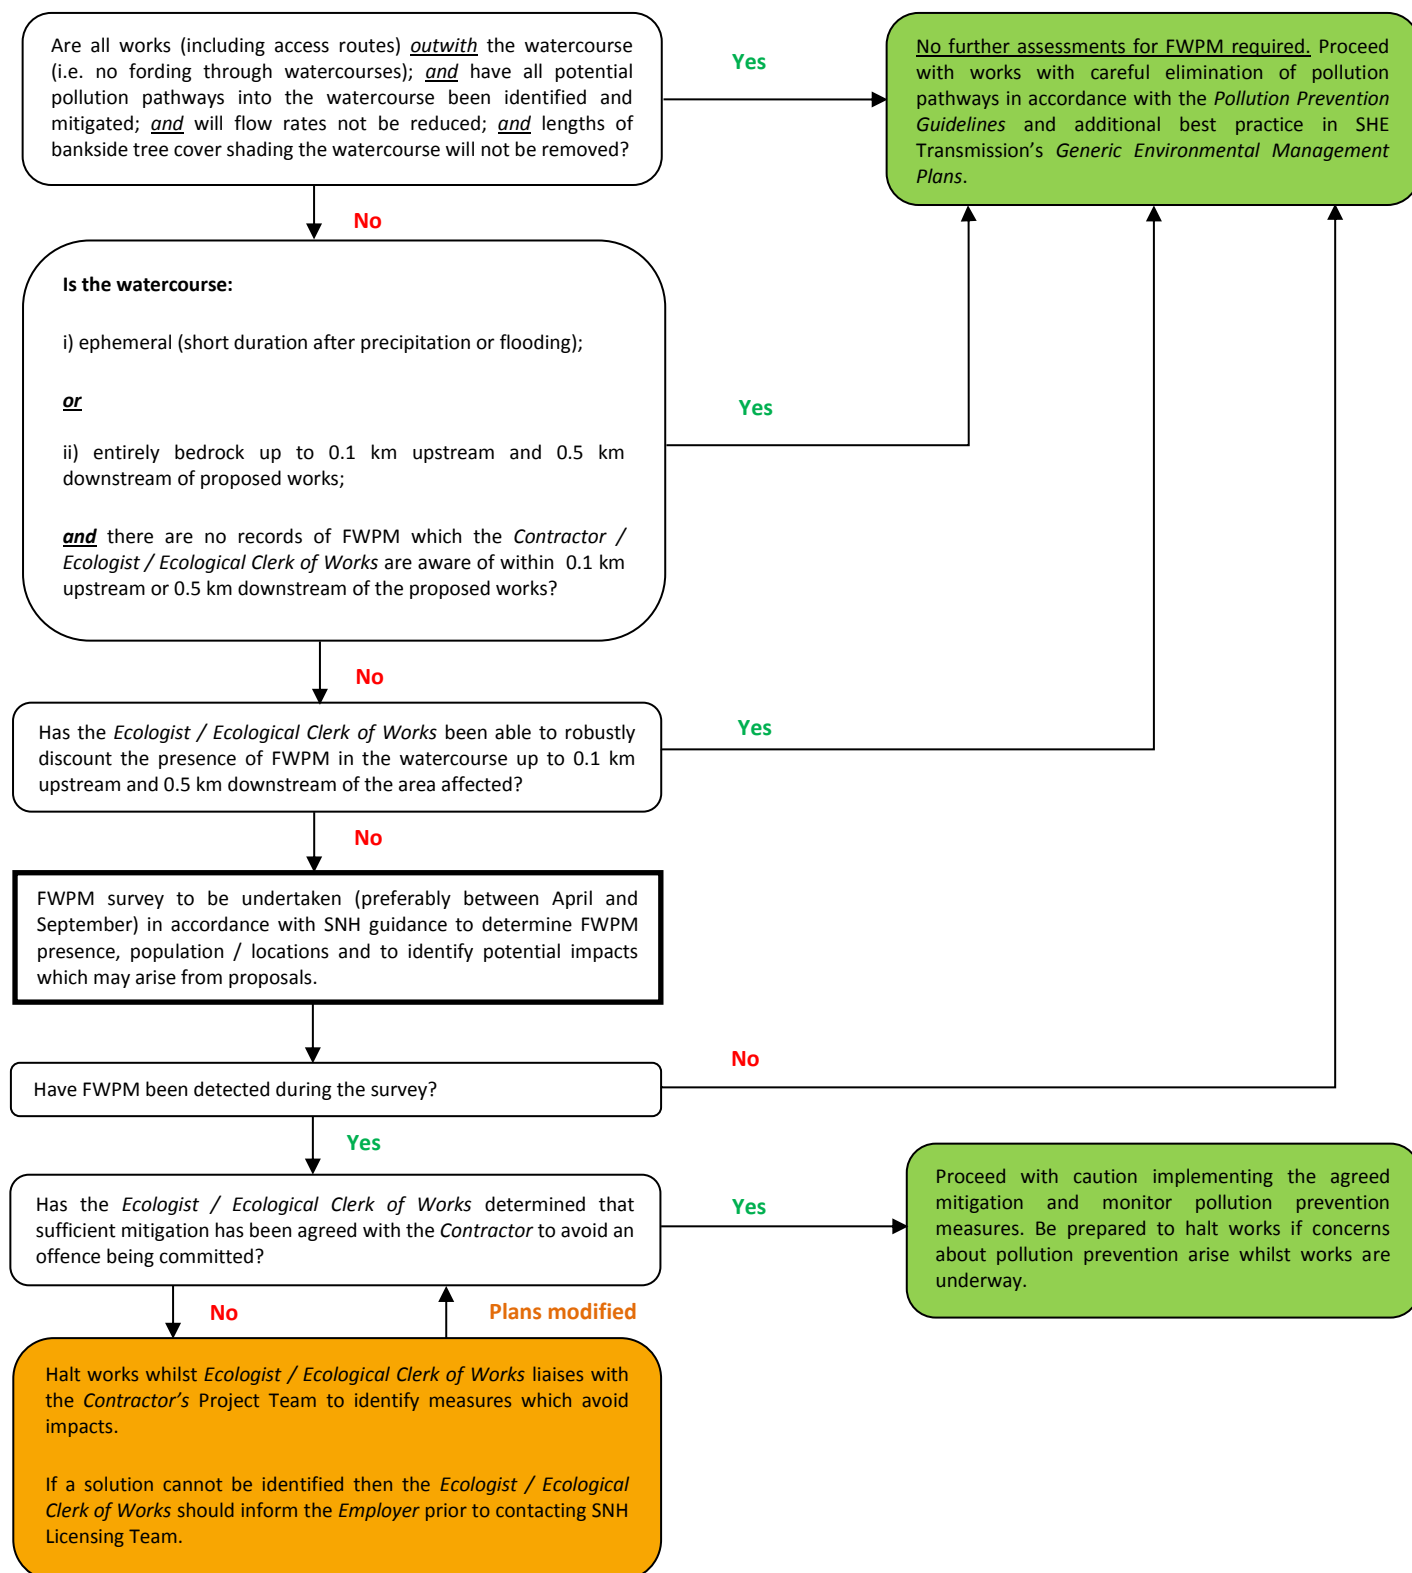 Are all works (including access routes) outwith the watercourse
(i.e. no fording through watercourses); and have all potential
pollution pathways into the watercourse been identified and
mitigated; and will flow rates not be reduced; and lengths of
bankside tree cover shading the watercourse will not be removed?
Yes
No further assessments for FWPM required. Proceed
with works with careful elimination of pollution
pathways in accordance with the Pollution Prevention
Guidelines and additional best practice in SHE
Transmission's Generic Environmental Management
Plans.
No
Is the watercourse:
i) ephemeral (short duration after precipitation or flooding);
or
ii) entirely bedrock up to 0.1 km upstream and 0.5 km
downstream of proposed works;
and there are no records of FWPM which the Contractor /
Ecologist / Ecological Clerk of Works are aware of within 0.1 km
upstream or 0.5 km downstream of the proposed works?
Yes
No
Has the Ecologist / Ecological Clerk of Works been able to robustly
discount the presence of FWPM in the watercourse up to 0.1 km
upstream and 0.5 km downstream of the area affected?
Yes
No
FWPM survey to be undertaken (preferably between April and
September) in accordance with SNH guidance to determine FWPM
presence, population / locations and to identify potential impacts
which may arise from proposals.
Have FWPM been detected during the survey?
No
Yes
Has the Ecologist / Ecological Clerk of Works determined that
sufficient mitigation has been agreed with the Contractor to avoid an
offence being committed?
Yes
Proceed with caution implementing the agreed
mitigation and monitor pollution prevention
measures. Be prepared to halt works if concerns
about pollution prevention arise whilst works are
underway.
No
Plans modified
Halt works whilst Ecologist / Ecological Clerk of Works liaises with
the Contractor's Project Team to identify measures which avoid
impacts.
If a solution cannot be identified then the Ecologist / Ecological
Clerk of Works should inform the Employer prior to contacting SNH
Licensing Team.